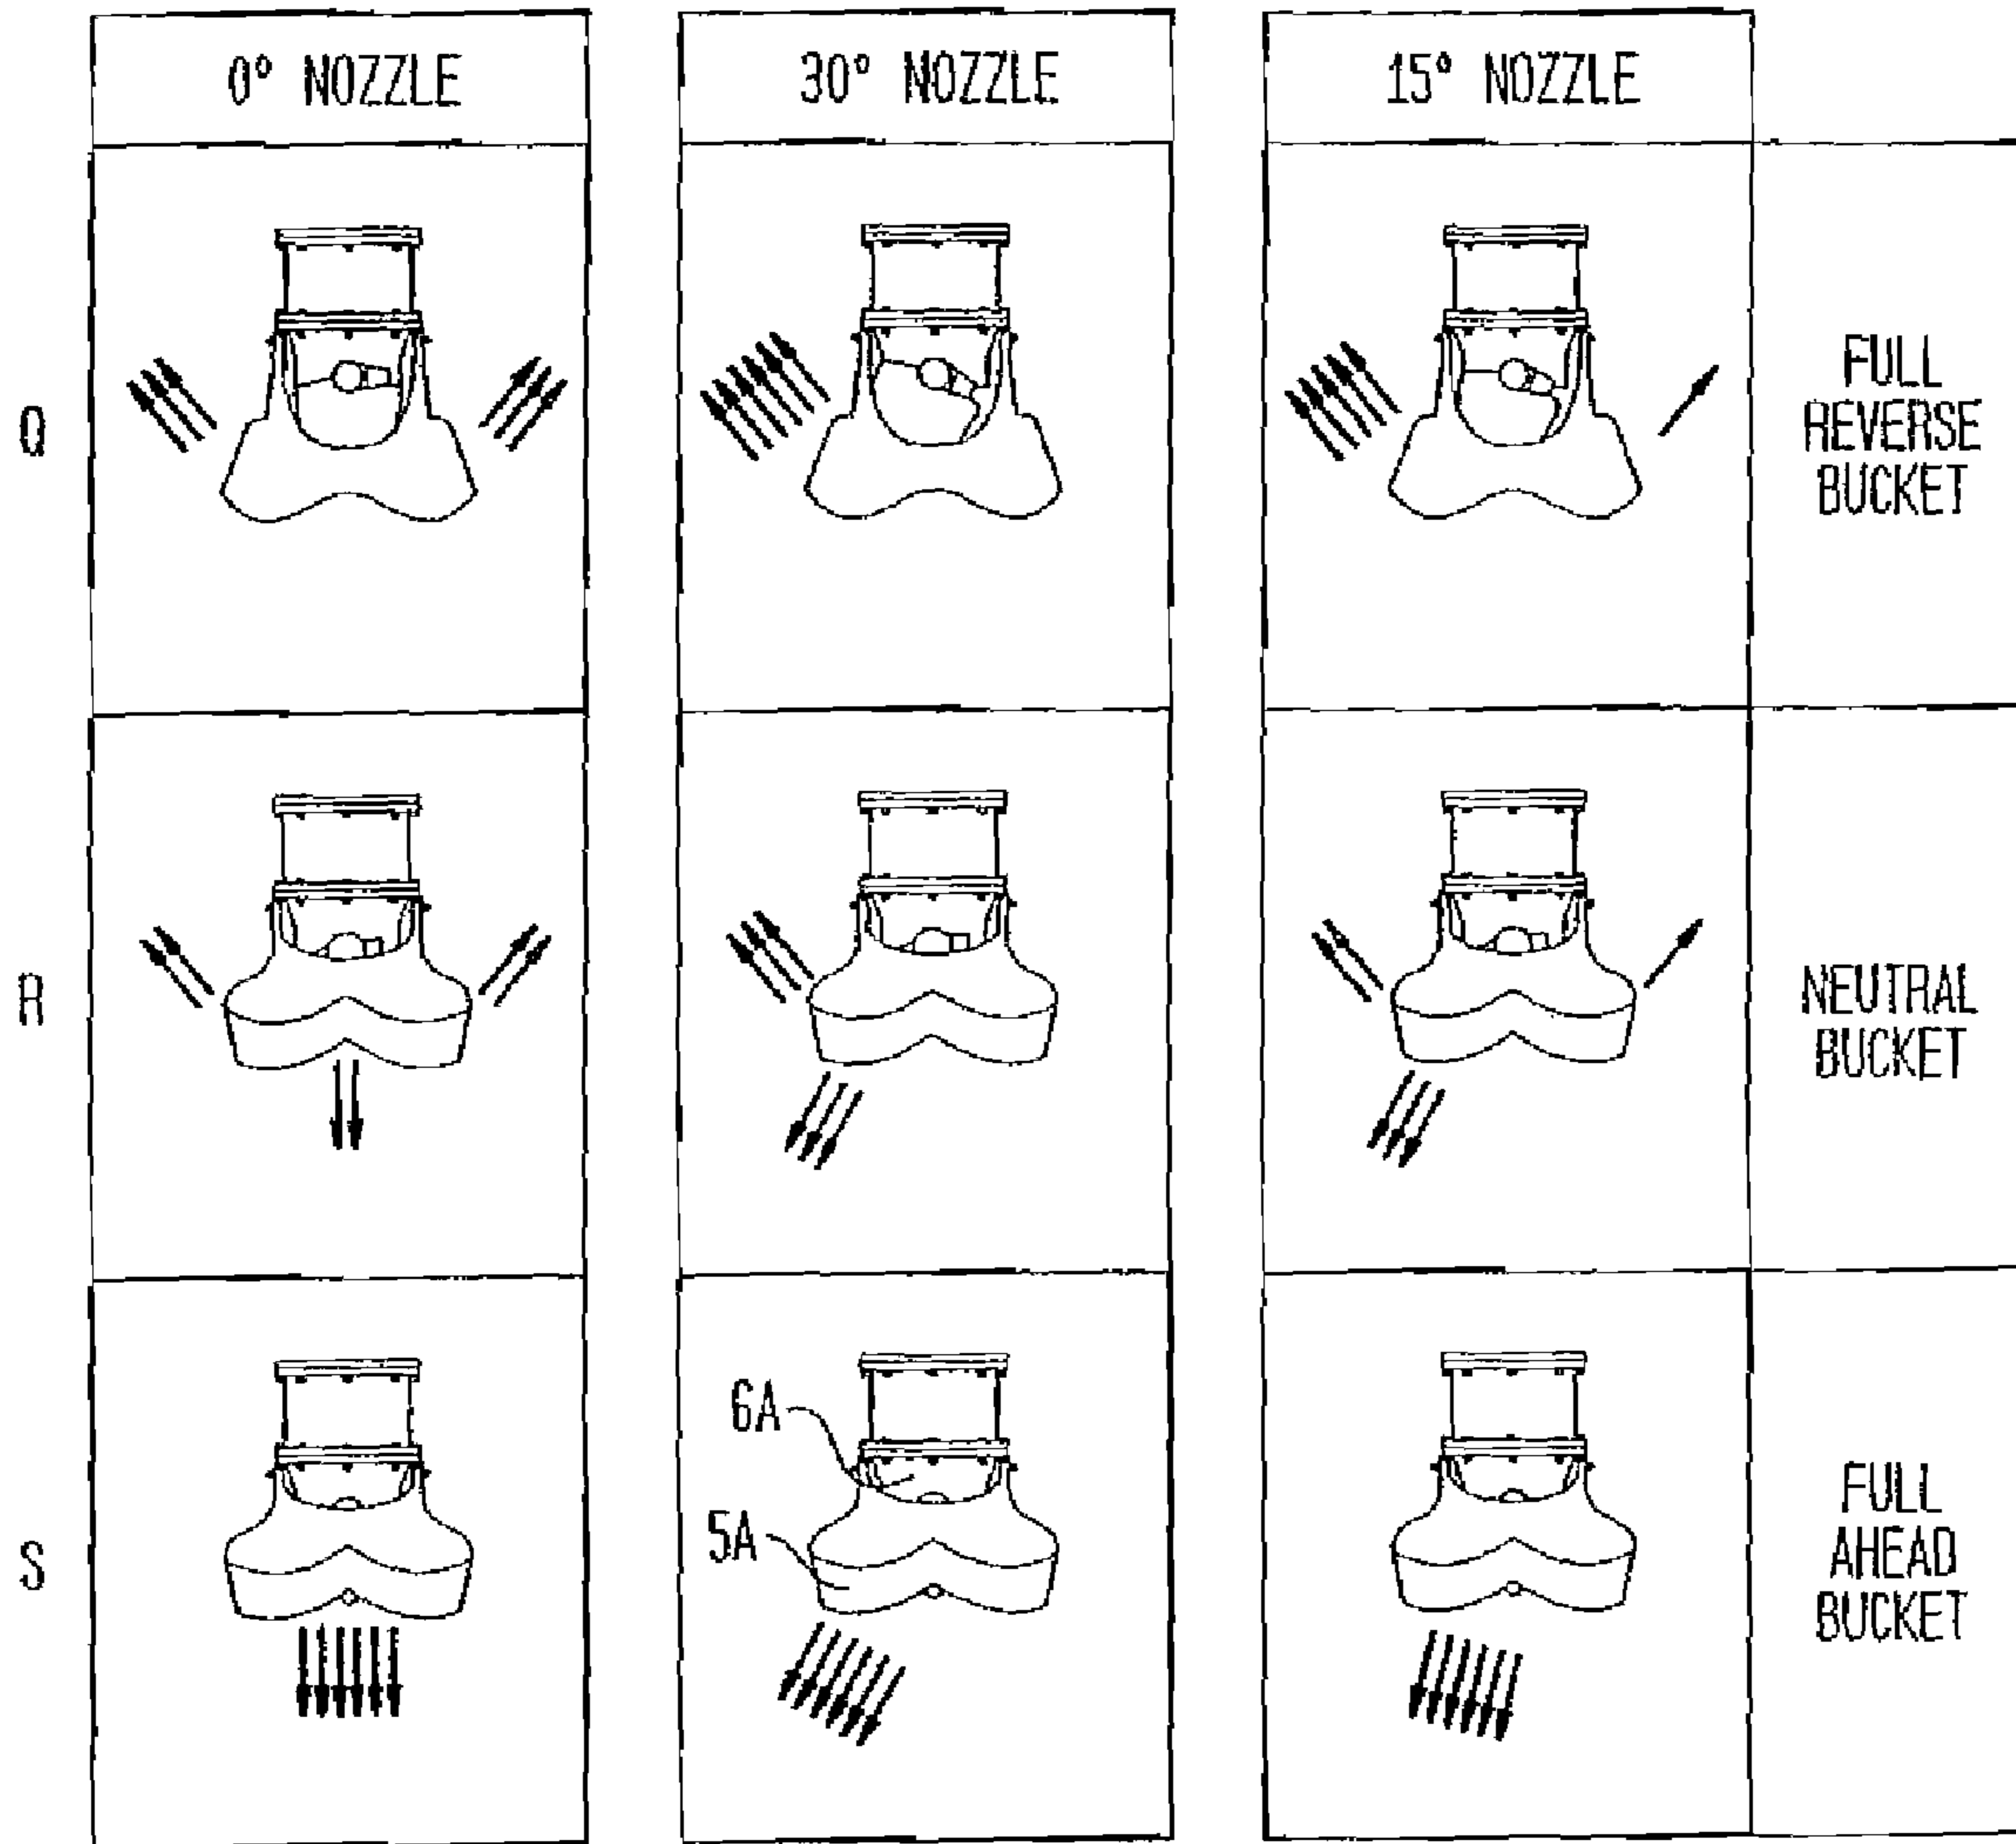 0° NOZZLE
30° NOZZLE
15° NOZZLE
Q
FULL
REVERSE
BUCKET
R
NEUTRAL
BUCKET
S
6A
5A
FULL
AHEAD
BUCKET